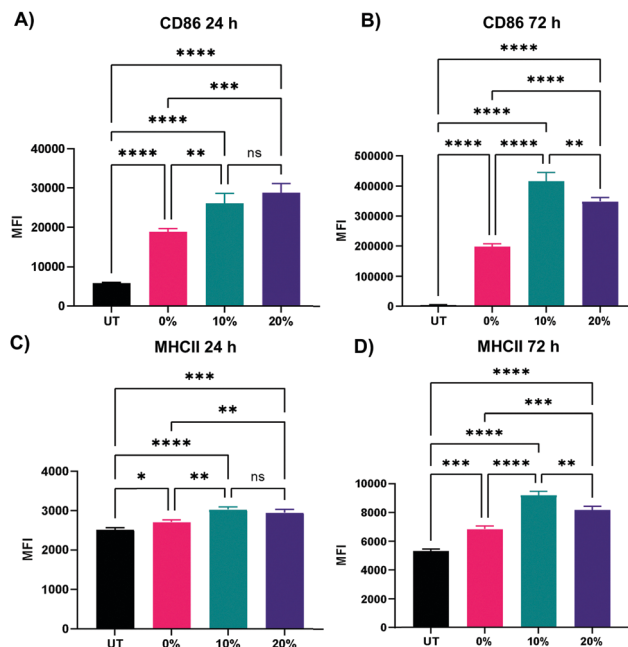 A)
CD86 24 h
****
***
****
**** ** ns
40000
30000
20000
10000
0
MFI
UT 0% 10% 20%
B)
CD86 72 h
****
****
****
**** **** **
500000
400000
300000
200000
100000
0
MFI
UT 0% 10% 20%
C)
MHCII 24 h
***
**
****
* ** ns
4000
3000
2000
1000
0
MFI
UT 0% 10% 20%
D)
MHCII 72 h
****
***
****
*** **** **
10000
8000
6000
4000
2000
0
MFI
UT 0% 10% 20%